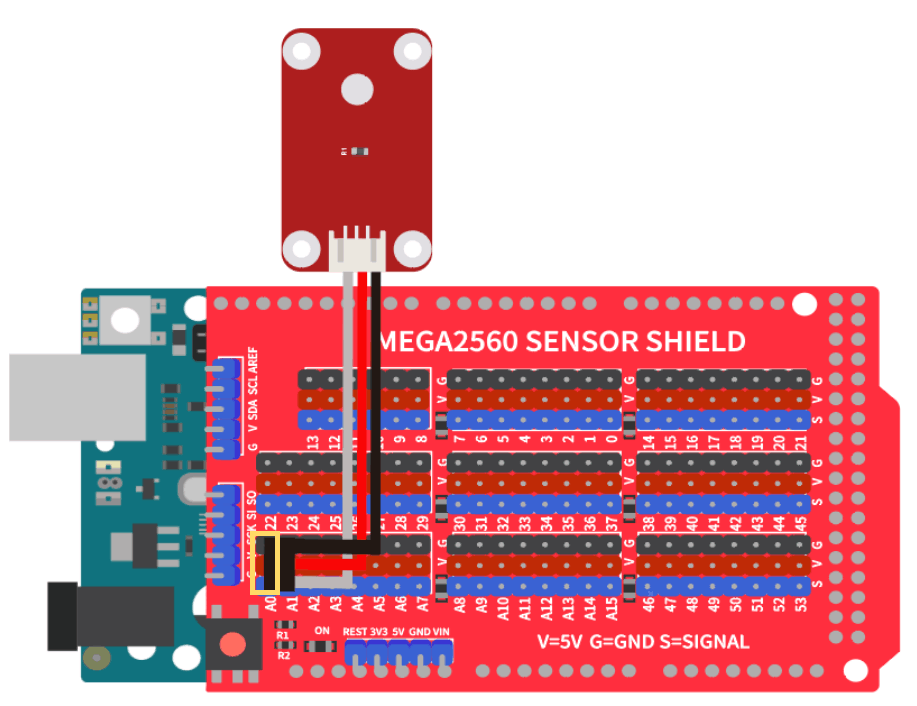 R1
MEGA2560 SENSOR SHIELD
G V SDA SCL AREF
G G G
V V V
S
13 12 11 10 9 8 7 6 5 4 3 2 1 0 14 15 16 17 18 19 20 21
SCK SI SO
G G
V V V
S
22 23 24 25 26 27 28 29 30 31 32 33 34 35 36 37 38 39 40 41 42 43 44 45
G G G
V V V
S
A0 A1 A2 A3 A4 A5 A6 A7 A8 A9 A10 A11 A12 A13 A14 A15 46 47 48 49 50 51 52 53
R1
R2
ON
REST 3V3 5V GND VIN
V=5V G=GND S=SIGNAL